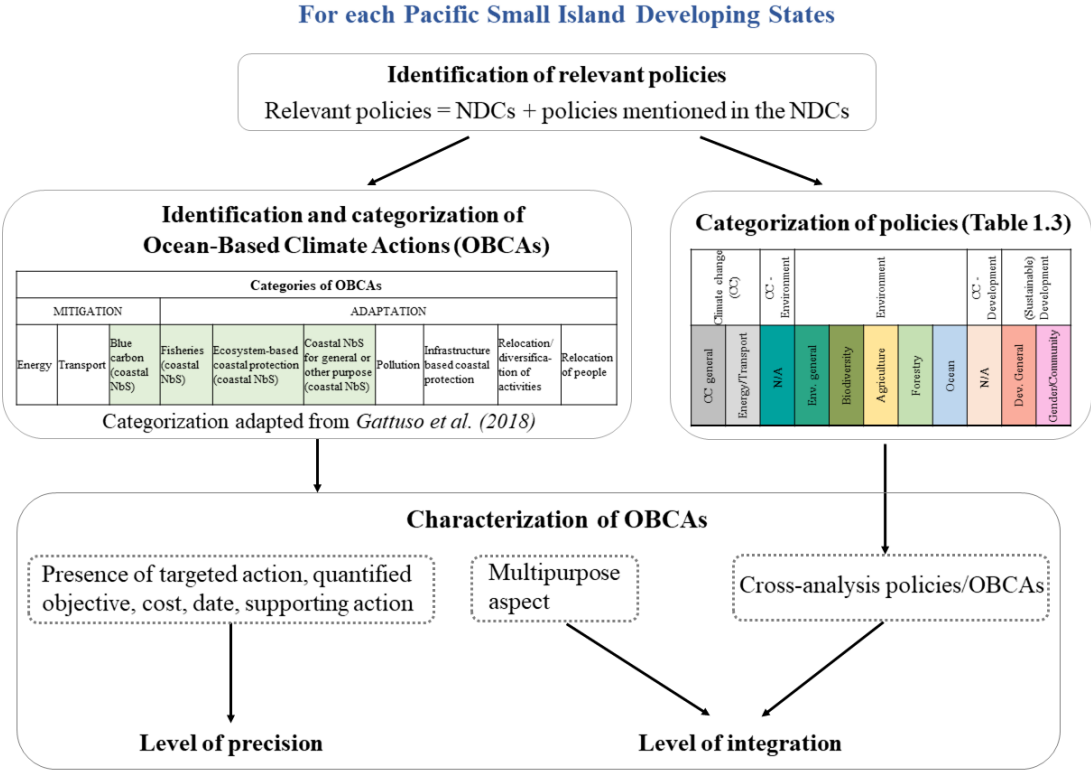 For each Pacific Small Island Developing States
Identification of relevant policies
Relevant policies = NDCs + policies mentioned in the NDCs
Identification and categorization of
Ocean-Based Climate Actions (OBCAs)
Categories of OBCAs
MITIGATION
ADAPTATION
Energy
Transport
Blue
carbon
(coastal
NbS)
Fisheries
(coastal
NbS)
Ecosystem-based
coastal protection
(coastal NbS)
Coastal NbS
for general or
other purpose
(coastal NbS)
Pollution
Infrastructure
based coastal
protection
Relocation/
diversifica-
tion of
activities
Relocation
of people
Categorization adapted from Gattuso et al. (2018)
Categorization of policies (Table 1.3)
Climate change
(CC)
CC -
Environment
Environment
CC -
Development
(Sustainable)
Development
CC general
Energy/Transport
N/A
Env. general
Biodiversity
Agriculture
Forestry
Ocean
N/A
Dev. General
Gender/Community
Characterization of OBCAs
Presence of targeted action, quantified
objective, cost, date, supporting action
Multipurpose
aspect
Cross-analysis policies/OBCAs
Level of precision
Level of integration